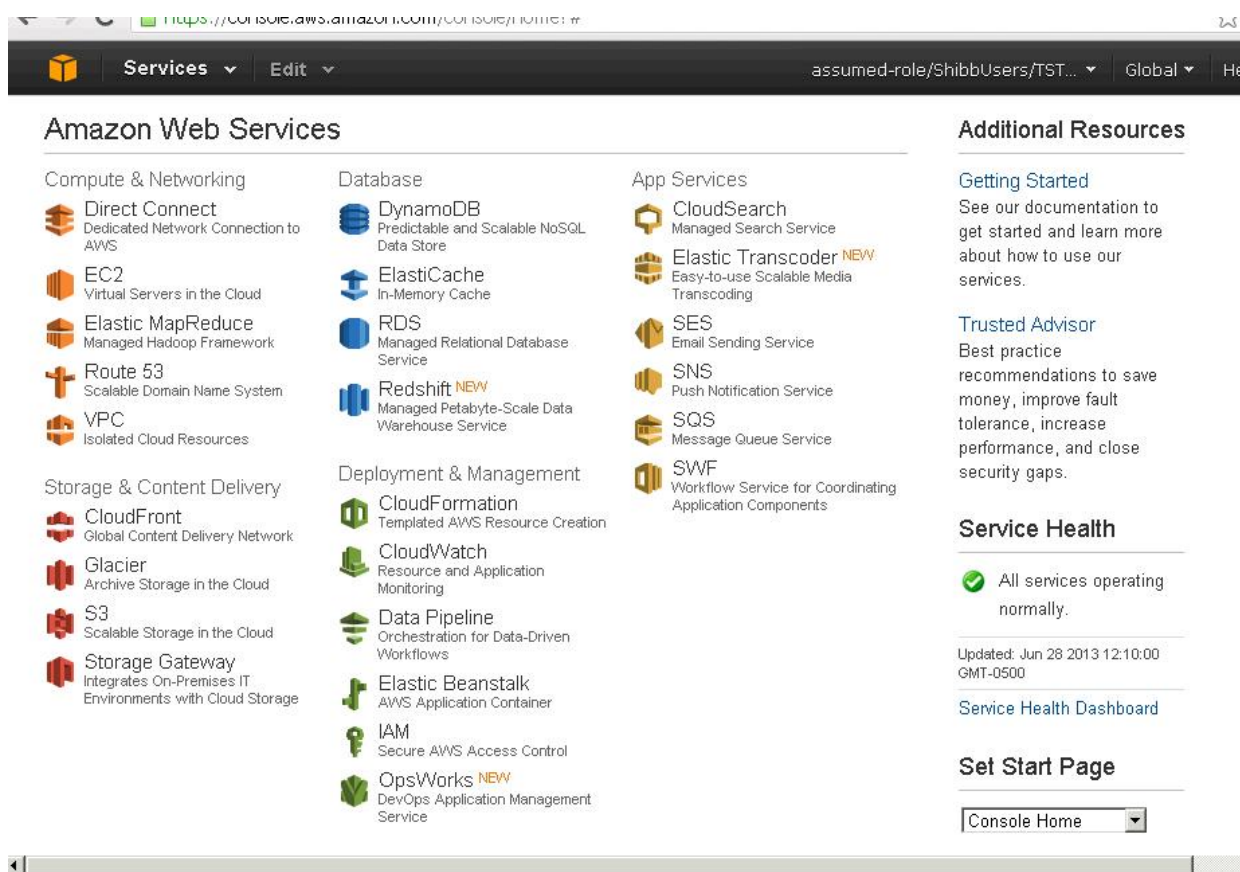 https://console.aws.amazon.com/console/home?#
Services Edit assumed-role/ShibbUsers/TST... Global
Amazon Web Services
Compute & Networking
Direct Connect
Dedicated Network Connection to
AWS
EC2
Virtual Servers in the Cloud
Elastic MapReduce
Managed Hadoop Framework
Route 53
Scalable Domain Name System
VPC
Isolated Cloud Resources
Storage & Content Delivery
CloudFront
Global Content Delivery Network
Glacier
Archive Storage in the Cloud
S3
Scalable Storage in the Cloud
Storage Gateway
Integrates On-Premises IT
Environments with Cloud Storage
Database
DynamoDB
Predictable and Scalable NoSQL
Data Store
ElastiCache
In-Memory Cache
RDS
Managed Relational Database
Service
Redshift NEW
Managed Petabyte-Scale Data
Warehouse Service
Deployment & Management
CloudFormation
Templated AWS Resource Creation
CloudWatch
Resource and Application
Monitoring
Data Pipeline
Orchestration for Data-Driven
Workflows
Elastic Beanstalk
AWS Application Container
IAM
Secure AWS Access Control
OpsWorks NEW
DevOps Application Management
Service
App Services
CloudSearch
Managed Search Service
Elastic Transcoder NEW
Easy-to-use Scalable Media
Transcoding
SES
Email Sending Service
SNS
Push Notification Service
SQS
Message Queue Service
SWF
Workflow Service for Coordinating
Application Components
Additional Resources
Getting Started
See our documentation to
get started and learn more
about how to use our
services.
Trusted Advisor
Best practice
recommendations to save
money, improve fault
tolerance, increase
performance, and close
security gaps.
Service Health
All services operating
normally.
Updated: Jun 28 2013 12:10:00
GMT-0500
Service Health Dashboard
Set Start Page
Console Home